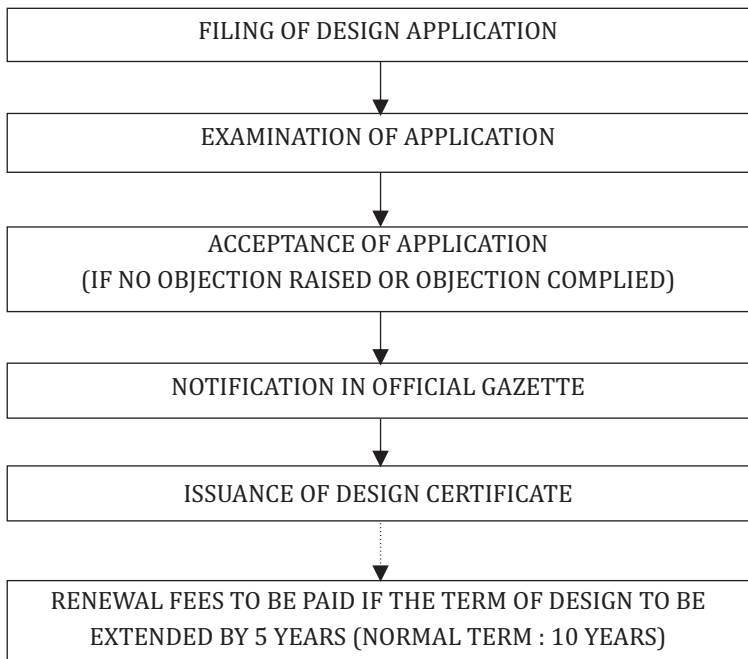 FILING OF DESIGN APPLICATION
EXAMINATION OF APPLICATION
ACCEPTANCE OF APPLICATION
(IF NO OBJECTION RAISED OR OBJECTION COMPLIED)
NOTIFICATION IN OFFICIAL GAZETTE
ISSUANCE OF DESIGN CERTIFICATE
RENEWAL FEES TO BE PAID IF THE TERM OF DESIGN TO BE
EXTENDED BY 5 YEARS (NORMAL TERM : 10 YEARS)